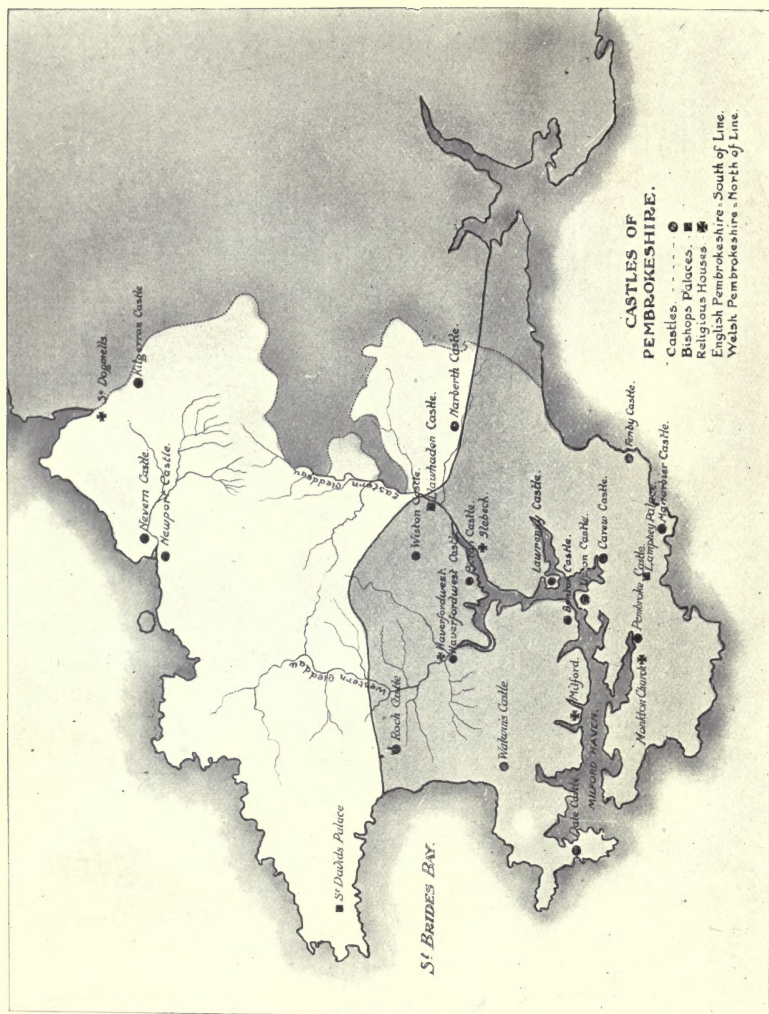 CASTLES OF
PEMBROKESHIRE.
Castles. - - - - -
Bishops Palaces. -
Religious Houses.
English Pembrokeshire = South of Line.
Welsh Pembrokeshire = North of Line.
St Dogmells.
Kilgerran Castle
Nevern Castle.
Newport Castle.
Eastern Cleddau
Western Cleddau
St Davids Palace
Roch Castle
Wiston Castle.
Llawhadon Castle.
Narberth Castle.
Haverfordwest.
Haverfordwest Castle.
Castle.
Slebech
ST BRIDES BAY.
Walwins Castle.
Lawrenny Castle.
Benton Castle.
Upton Castle.
Carew Castle.
Tenby Castle.
Milford.
MILFORD HAVEN.
Dale Castle
Pembroke Castle
Monkton Church
Lamphey Palace.
Manorbier Castle.